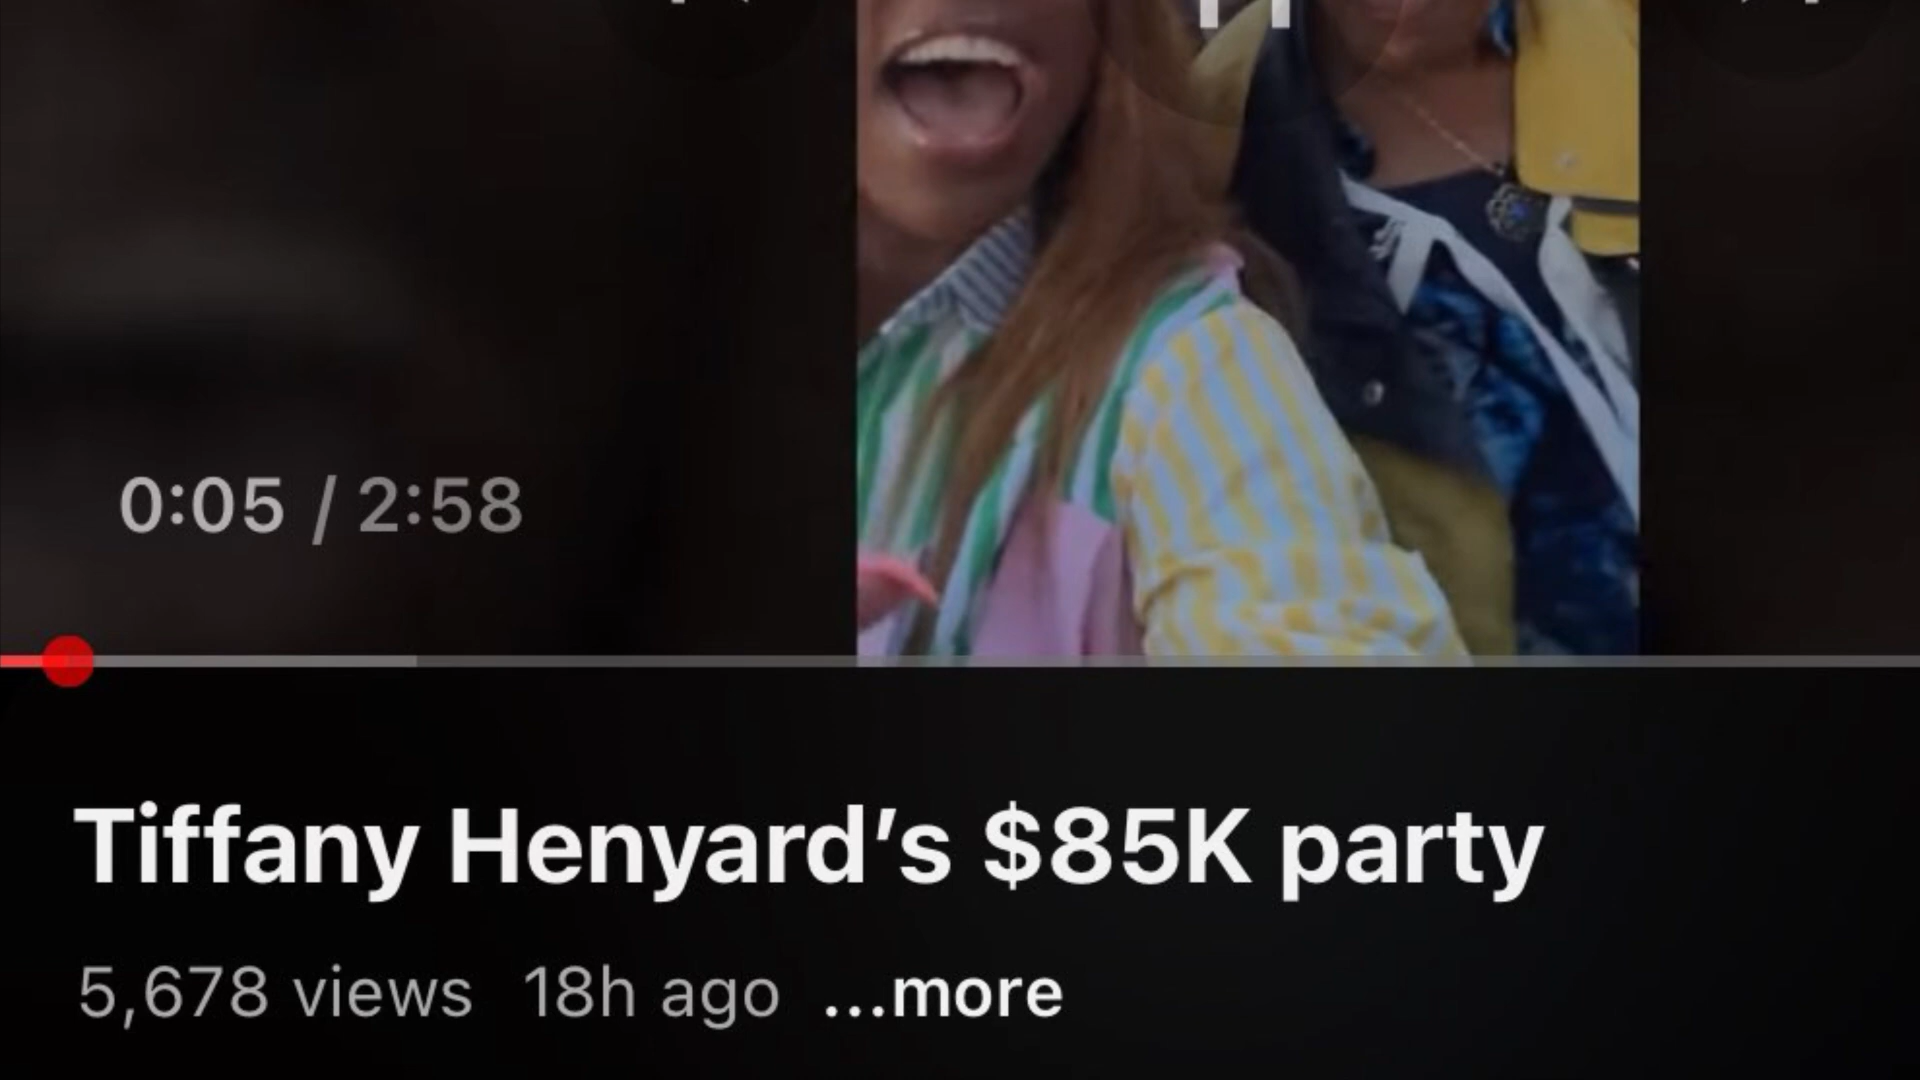 0:05 / 2:58
Tiffany Henyard’s $85K party
5,678 views 18h ago ...more